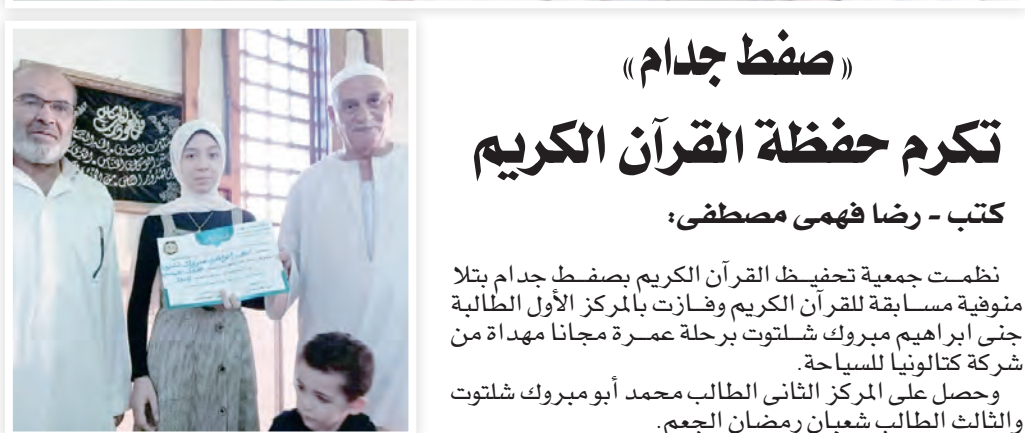 « صفط جدام »
تكرم حفظة القرآن الكريم
كتب - رضا فهمى مصطفى:
نظمت جمعية تحفيظ القرآن الكريم بصفط جدام بتلا
منوفية مسابقة للقرآن الكريم وفازت بالمركز الأول الطالبة
جنى ابراهيم مبروك شلتوت برحلة عمرة مجانا مهداة من
شركة كتالونيا للسياحة.
وحصل على المركز الثانى الطالب محمد أبو مبروك شلتوت
والثالث الطالب شعبان رمضان الجعم.